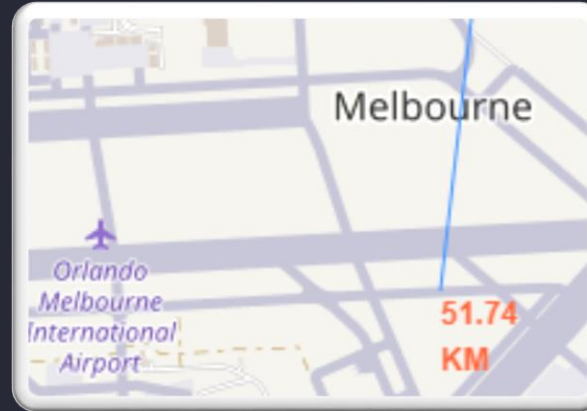 Melbourne
Orlando
Melbourne
International
Airport
51.74
KM